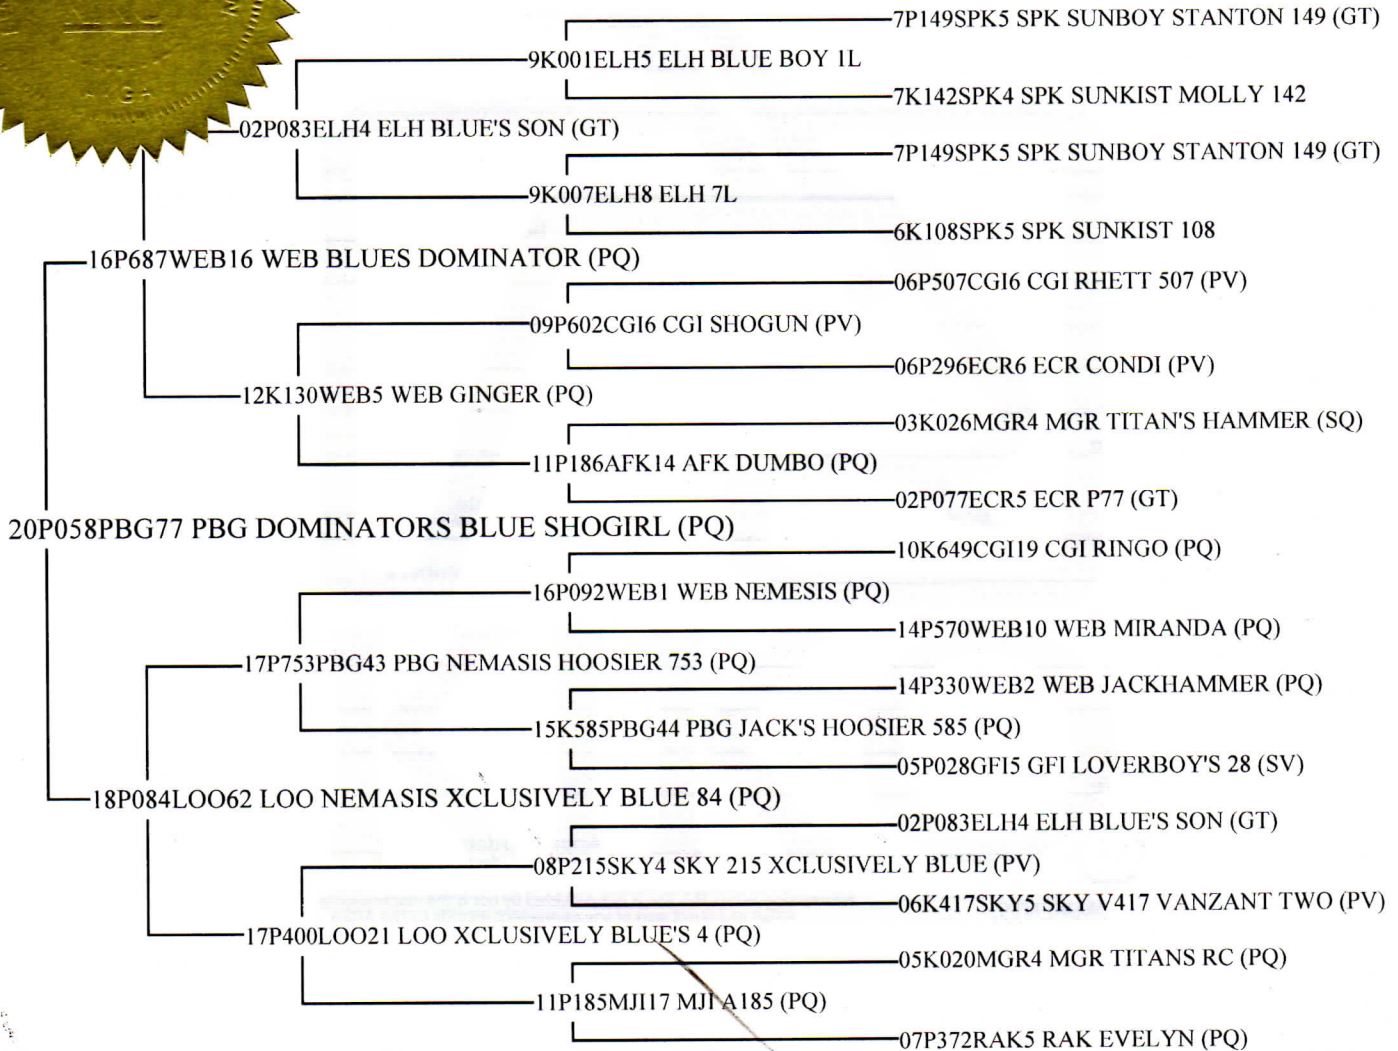 7P149SPK5 SPK SUNBOY STANTON 149 (GT)
9K001ELH5 ELH BLUE BOY 1L
7K142SPK4 SPK SUNKIST MOLLY 142
02P083ELH4 ELH BLUE'S SON (GT)
7P149SPK5 SPK SUNBOY STANTON 149 (GT)
9K007ELH8 ELH 7L
6K108SPK5 SPK SUNKIST 108
16P687WEB16 WEB BLUES DOMINATOR (PQ)
06P507CGI6 CGI RHETT 507 (PV)
09P602CGI6 CGI SHOGUN (PV)
06P296ECR6 ECR CONDI (PV)
12K130WEB5 WEB GINGER (PQ)
03K026MGR4 MGR TITAN'S HAMMER (SQ)
11P186AFK14 AFK DUMBO (PQ)
02P077ECR5 ECR P77 (GT)
20P058PBG77 PBG DOMINATORS BLUE SHOGIRL (PQ)
10K649CGI19 CGI RINGO (PQ)
16P092WEB1 WEB NEMESIS (PQ)
14P570WEB10 WEB MIRANDA (PQ)
17P753PBG43 PBG NEMASIS HOOSIER 753 (PQ)
14P330WEB2 WEB JACKHAMMER (PQ)
15K585PBG44 PBG JACK'S HOOSIER 585 (PQ)
05P028GFI5 GFI LOVERBOY'S 28 (SV)
18P084LOO62 LOO NEMASIS XCLUSIVELY BLUE 84 (PQ)
02P083ELH4 ELH BLUE'S SON (GT)
08P215SKY4 SKY 215 XCLUSIVELY BLUE (PV)
06K417SKY5 SKY V417 VANZANT TWO (PV)
17P400LOO21 LOO XCLUSIVELY BLUE'S 4 (PQ)
05K020MGR4 MGR TITANS RC (PQ)
11P185MJI17 MJI A185 (PQ)
07P372RAK5 RAK EVELYN (PQ)